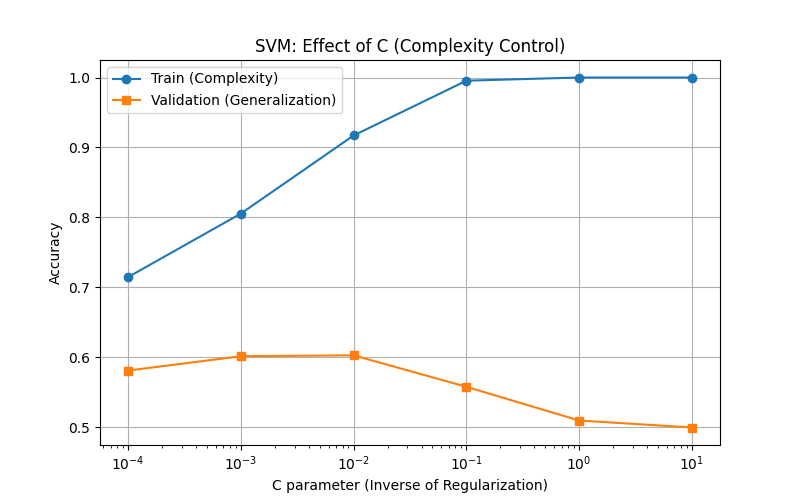 SVM: Effect of C (Complexity Control)
Train (Complexity)
Validation (Generalization)
Accuracy
1.0
0.9
0.8
0.7
0.6
0.5
10⁻⁴ 10⁻³ 10⁻² 10⁻¹ 10⁰ 10¹
C parameter (Inverse of Regularization)